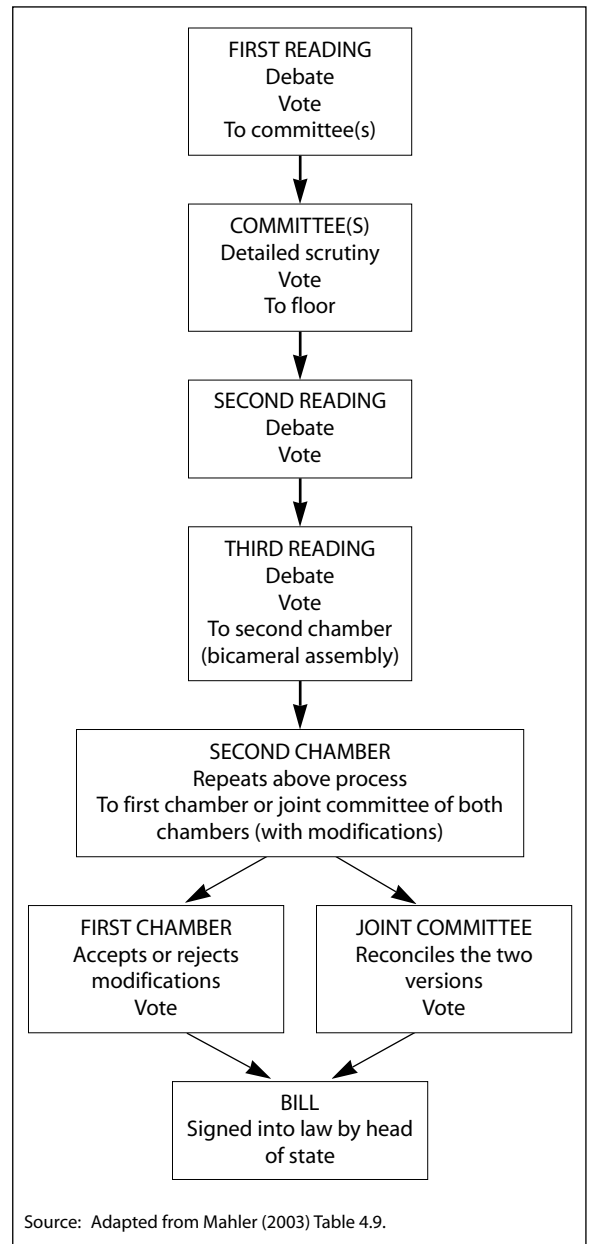 FIRST READING
Debate
Vote
To committee(s)
COMMITTEE(S)
Detailed scrutiny
Vote
To floor
SECOND READING
Debate
Vote
THIRD READING
Debate
Vote
To second chamber
(bicameral assembly)
SECOND CHAMBER
Repeats above process
To first chamber or joint committee of both
chambers (with modifications)
FIRST CHAMBER
Accepts or rejects
modifications
Vote
JOINT COMMITTEE
Reconciles the two
versions
Vote
BILL
Signed into law by head
of state
Source: Adapted from Mahler (2003) Table 4.9.